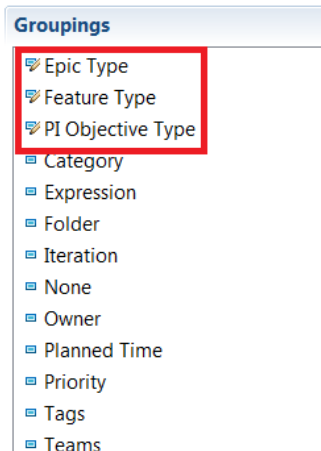 Groupings
Epic Type
Feature Type
PI Objective Type
Category
Expression
Folder
Iteration
None
Owner
Planned Time
Priority
Tags
Teams